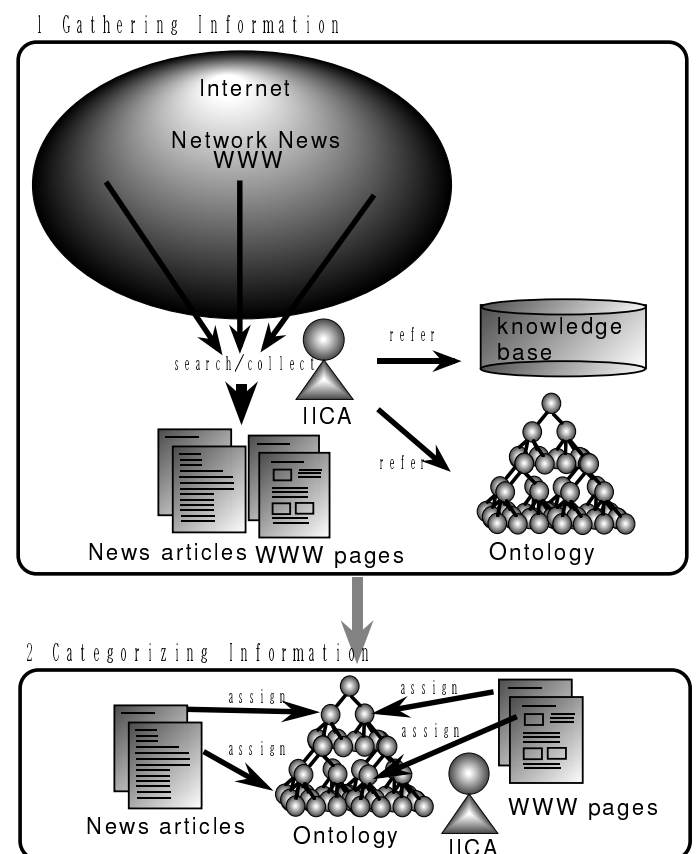 1 Gathering Information
Internet
Network News
WWW
search/collect
refer
knowledge
base
IICA
refer
News articles
WWW pages
Ontology
2 Categorizing Information
assign
assign
assign
assign
News articles
Ontology
IICA
WWW pages